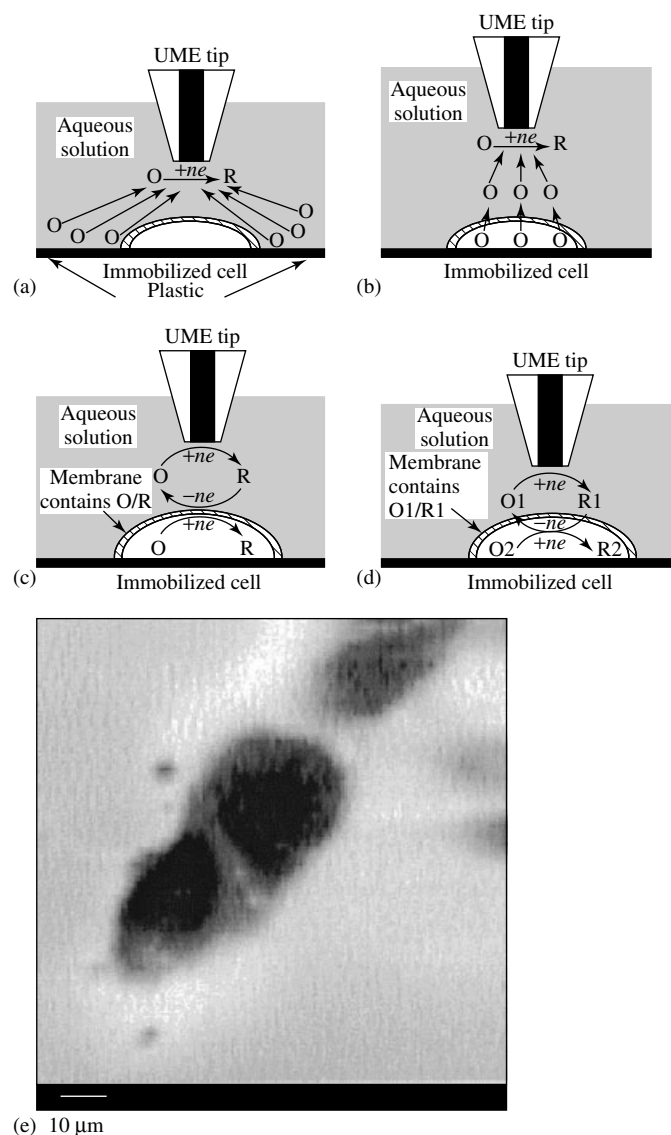 UME tip
Aqueous
solution
+ne
O R
O O
O O
O O
Immobilized cell
(a) Plastic
UME tip
Aqueous
solution
+ne
O R
O O O
O O O
Immobilized cell
(b)
UME tip
Aqueous
solution
+ne
O R
Membrane
contains O/R
−ne
+ne
O R
(c) Immobilized cell
UME tip
Aqueous
solution
Membrane
contains
O1/R1
+ne
O1 R1
−ne
+ne
O2 R2
(d) Immobilized cell
(e) 10 μm